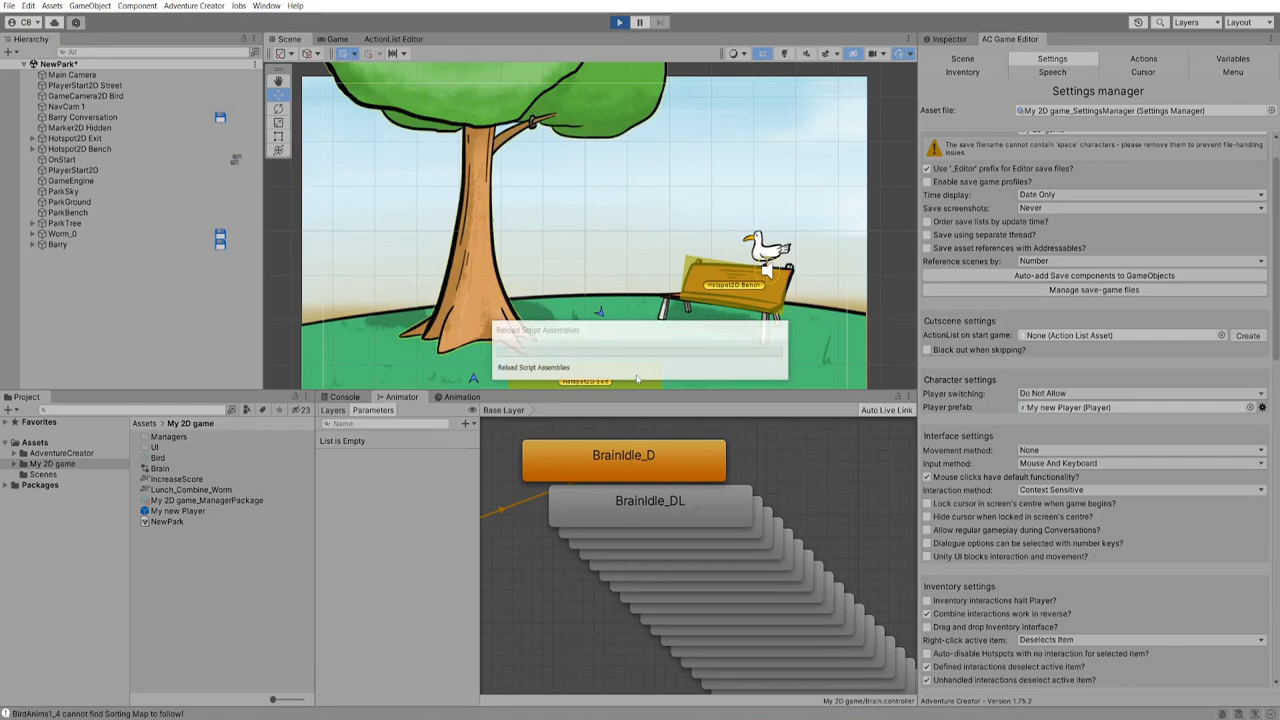 File Edit Assets GameObject Component Adventure Creator Jobs Window Help
CB
Layers Layout
Hierarchy
All
NewPark*
Main Camera
PlayerStart2D Street
GameCamera2D Bird
NavCam 1
Barry Conversation
Marker2D Hidden
Hotspot2D Exit
Hotspot2D Bench
OnStart
PlayerStart2D
GameEngine
ParkSky
ParkGround
ParkBench
ParkTree
Worm_0
Barry
Scene Game ActionList Editor
Hotspot2D Bench
Hotspot2D Exit
Reload Script Assemblies
Reload Script Assemblies
Project
23
Favorites
Assets
AdventureCreator
My 2D game
Scenes
Packages
Assets > My 2D game
Managers
UI
Bird
Brain
IncreaseScore
Lunch_Combine_Worm
My 2D game_ManagerPackage
My new Player
NewPark
Console Animator Animation
Layers Parameters
Base Layer
Auto Live Link
Name
List is Empty
BrainIdle_D
BrainIdle_DL
My 2D game/Brain.controller
Inspector AC Game Editor
Scene Settings Actions Variables
Inventory Speech Cursor Menu
Settings manager
Asset file: My 2D game_SettingsManager (Settings Manager)
The save filename cannot contain 'space' characters - please remove them to prevent file-handling
issues.
Use '_Editor' prefix for Editor save files?
Enable save game profiles?
Time display: Date Only
Save screenshots: Never
Order save lists by update time?
Save using separate thread?
Save asset references with Addressables?
Reference scenes by: Number
Auto-add Save components to GameObjects
Manage save-game files
Cutscene settings
ActionList on start game: None (Action List Asset) Create
Black out when skipping?
Character settings
Player switching: Do Not Allow
Player prefab: My new Player (Player)
Interface settings
Movement method: None
Input method: Mouse And Keyboard
Mouse clicks have default functionality?
Interaction method: Context Sensitive
Lock cursor in screen's centre when game begins?
Hide cursor when locked in screen's centre?
Allow regular gameplay during Conversations?
Dialogue options can be selected with number keys?
Unity UI blocks interaction and movement?
Inventory settings
Inventory interactions halt Player?
Combine interactions work in reverse?
Drag and drop Inventory interface?
Right-click active item: Deselects Item
Auto-disable Hotspots with no interaction for selected item?
Defined interactions deselect active item?
Unhandled interactions deselect active item?
Adventure Creator - Version 1.75.2
BirdAnims1_4 cannot find Sorting Map to follow!